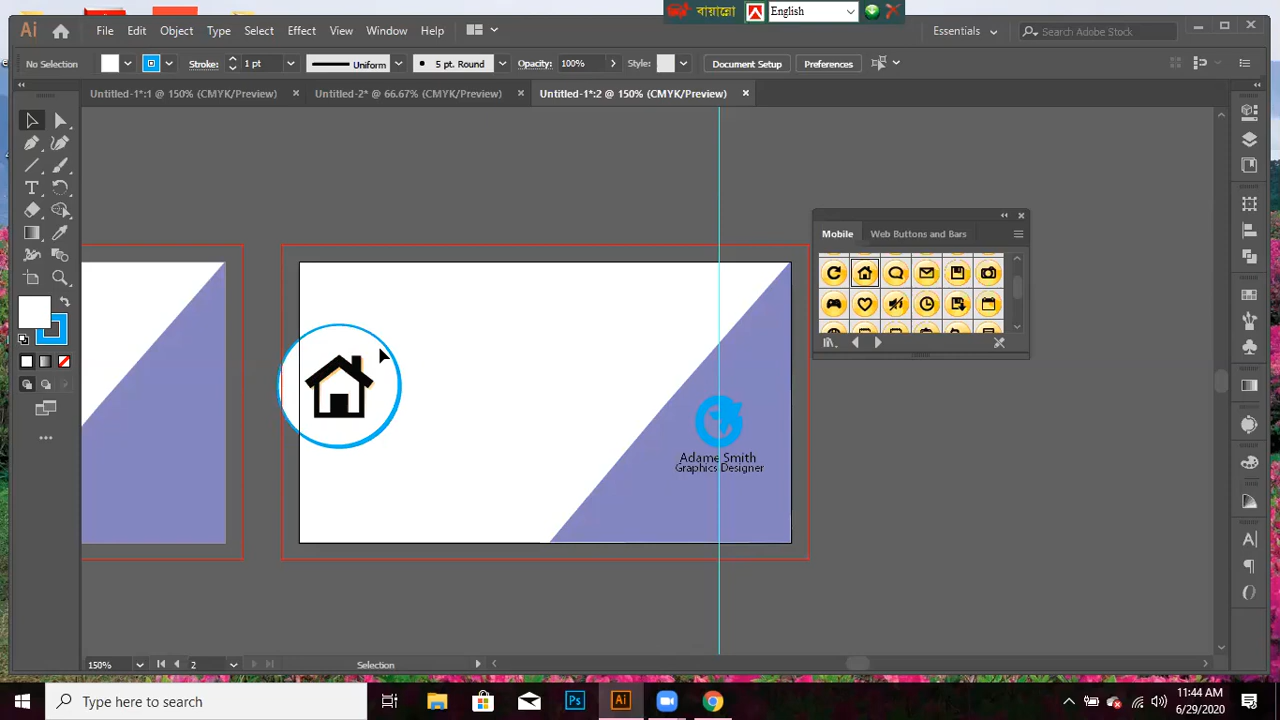 বায়ান্নো
English
Ai
File Edit Object Type Select Effect View Window Help
Essentials
Search Adobe Stock
No Selection
Stroke:
1 pt
Uniform
5 pt. Round
Opacity:
100%
Style:
Document Setup
Preferences
Untitled-1*:1 @ 150% (CMYK/Preview)
Untitled-2* @ 66.67% (CMYK/Preview)
Untitled-1*:2 @ 150% (CMYK/Preview)
Mobile
Web Buttons and Bars
Adame Smith
Graphics Designer
150%
2
Selection
Type here to search
Ps
Ai
:44 AM
6/29/2020